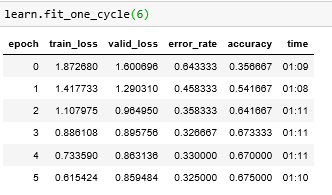 learn.fit_one_cycle(6)
epoch train_loss valid_loss error_rate accuracy time
0 1.872680 1.600696 0.643333 0.356667 01:09
1 1.417733 1.290310 0.458333 0.541667 01:08
2 1.107975 0.964950 0.358333 0.641667 01:11
3 0.886108 0.895756 0.326667 0.673333 01:11
4 0.733590 0.863136 0.330000 0.670000 01:11
5 0.615424 0.859484 0.325000 0.675000 01:10